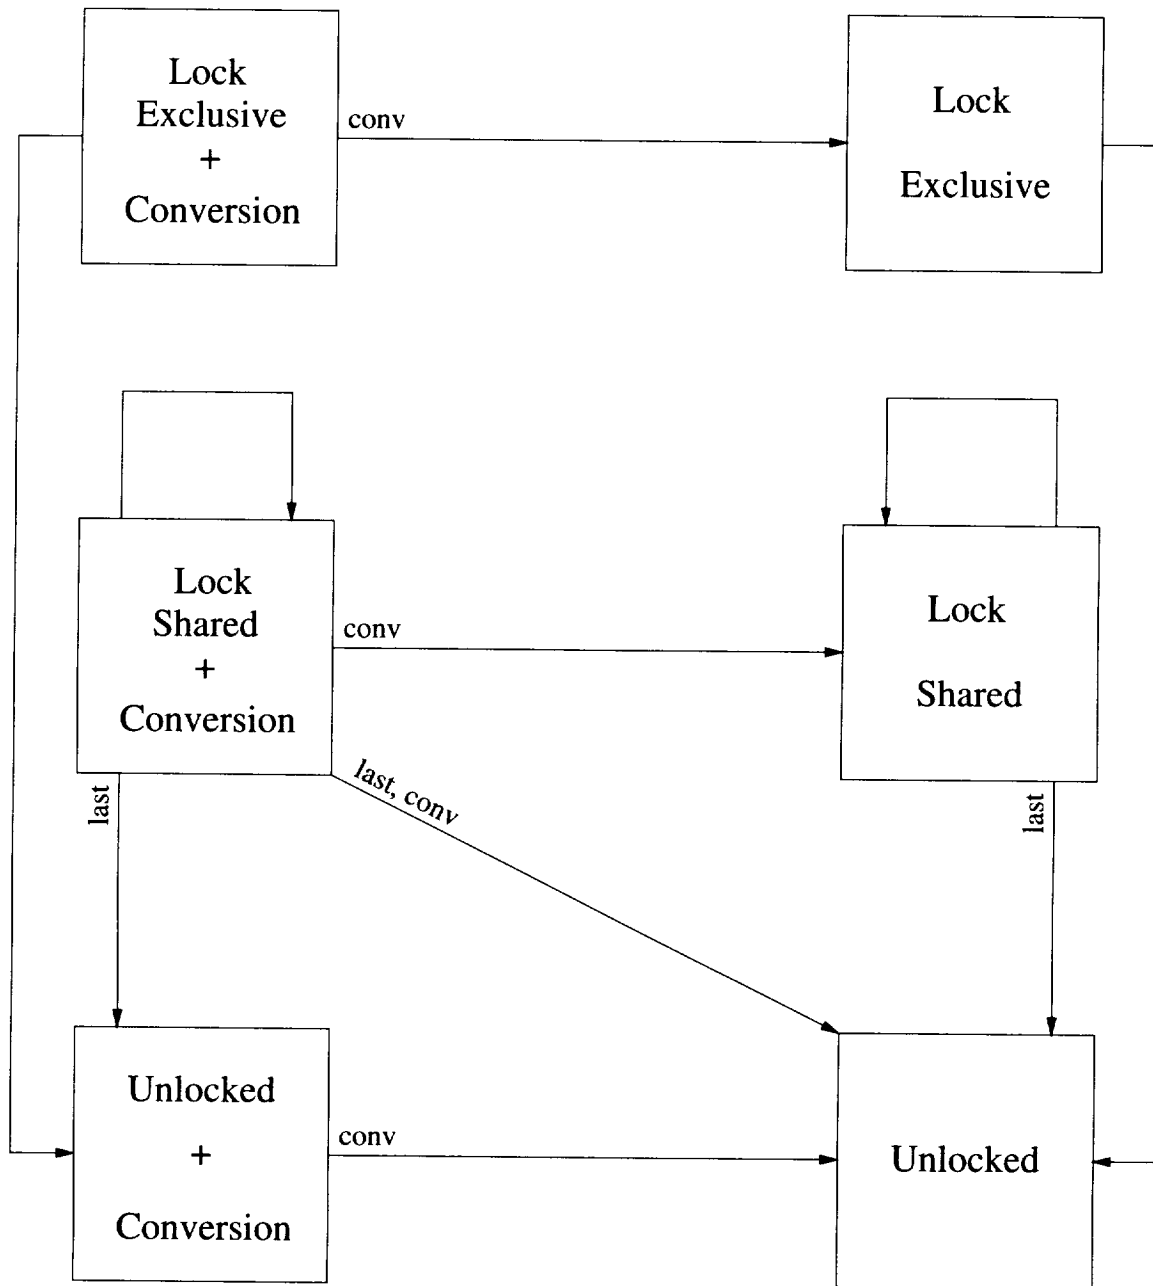 Lock
Exclusive
+
Conversion
conv
Lock
Exclusive
Lock
Shared
+
Conversion
conv
Lock
Shared
last
last, conv
last
Unlocked
+
Conversion
conv
Unlocked